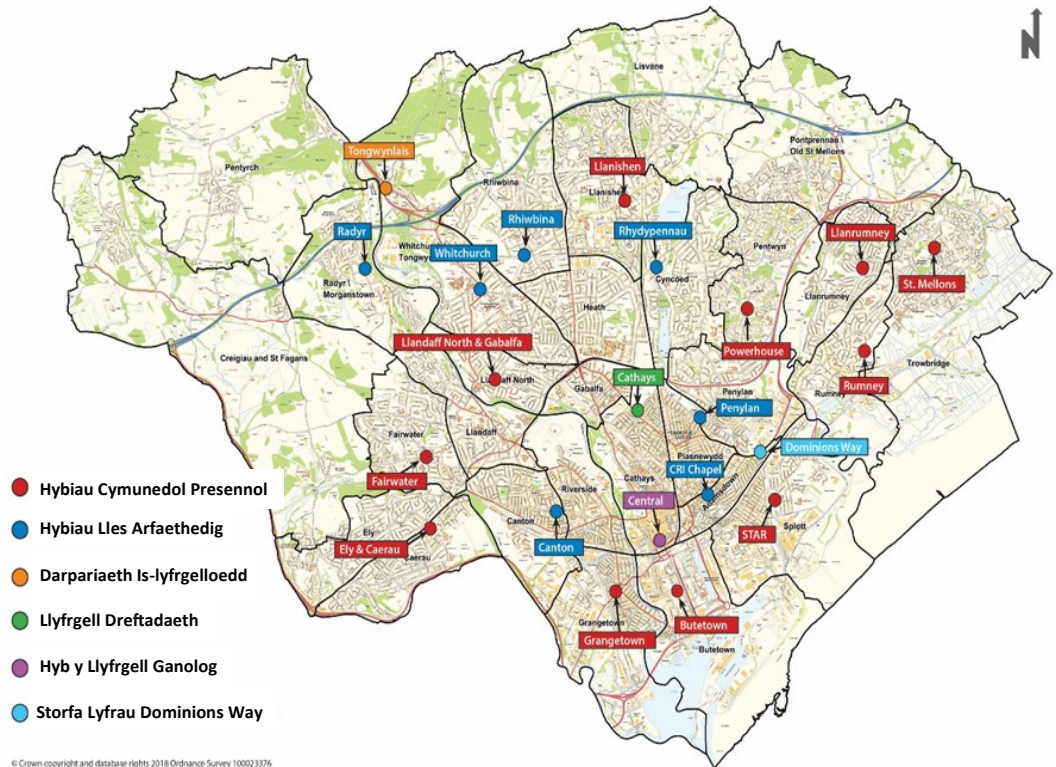 N
Lisvane
Pontprennau \
Old St Mellons
Tongwynlais
Pentyrch
Llanishen
Rhiwbina
Llanishen
Rhiwbina
Rhydypennau
Radyr
Whitchurch
Tongwynlais
Whitchurch
Pentwyn
Llanrumney
St. Mellons
Radyr \
Morganstown
Cyncoed
Llanrumney
Heath
Powerhouse
Llandaff North & Gabalfa
Creigiau and St Fagans
Trowbridge
Llandaff North
Gabalfa
Cathays
Rumney
Rumney
Penylan
Penylan
Fairwater
Llandaff
Dominions Way
Plasnewydd
CRI Chapel
Fairwater
Cathays
Riverside
Central
Adamsdown
Canton
Splott
STAR
Ely
Ely & Caerau
Caerau
Canton
Grangetown
Grangetown
Butetown
Butetown
Hybiau Cymunedol Presennol
Hybiau Lles Arfaethedig
Darpariaeth Is-lyfrgelloedd
Llyfrgell Dreftadaeth
Hyb y Llyfrgell Ganolog
Storfa Lyfrau Dominions Way
© Crown copyright and database rights 2018 Ordnance Survey 100023376